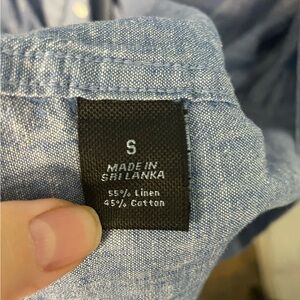 S
MADE IN
SRI LANKA
55% Linen
45% Cotton